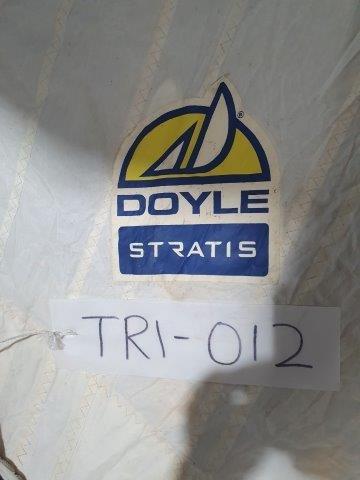 ®
DOYLE
STRATIS
TRI-012